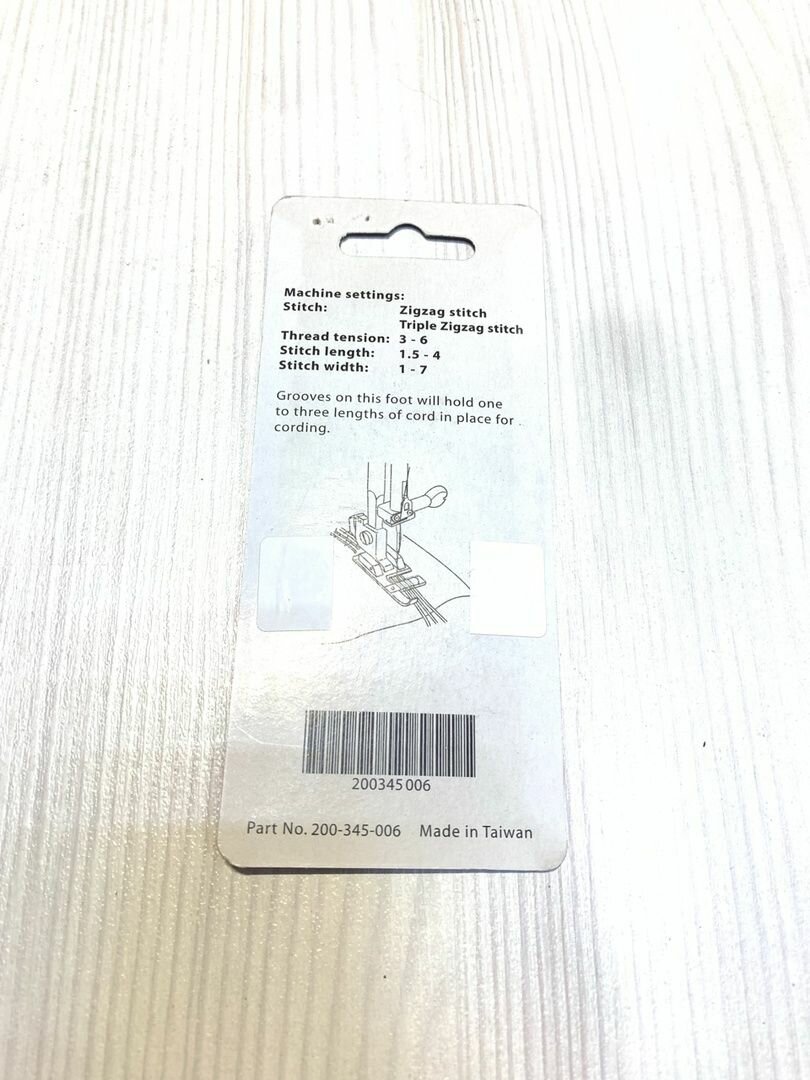 Machine settings:
Stitch: Zigzag stitch
Triple Zigzag stitch
Thread tension: 3 - 6
Stitch length: 1.5 - 4
Stitch width: 1 - 7
Grooves on this foot will hold one
to three lengths of cord in place for
cording.
200345006
Part No. 200-345-006 Made in Taiwan